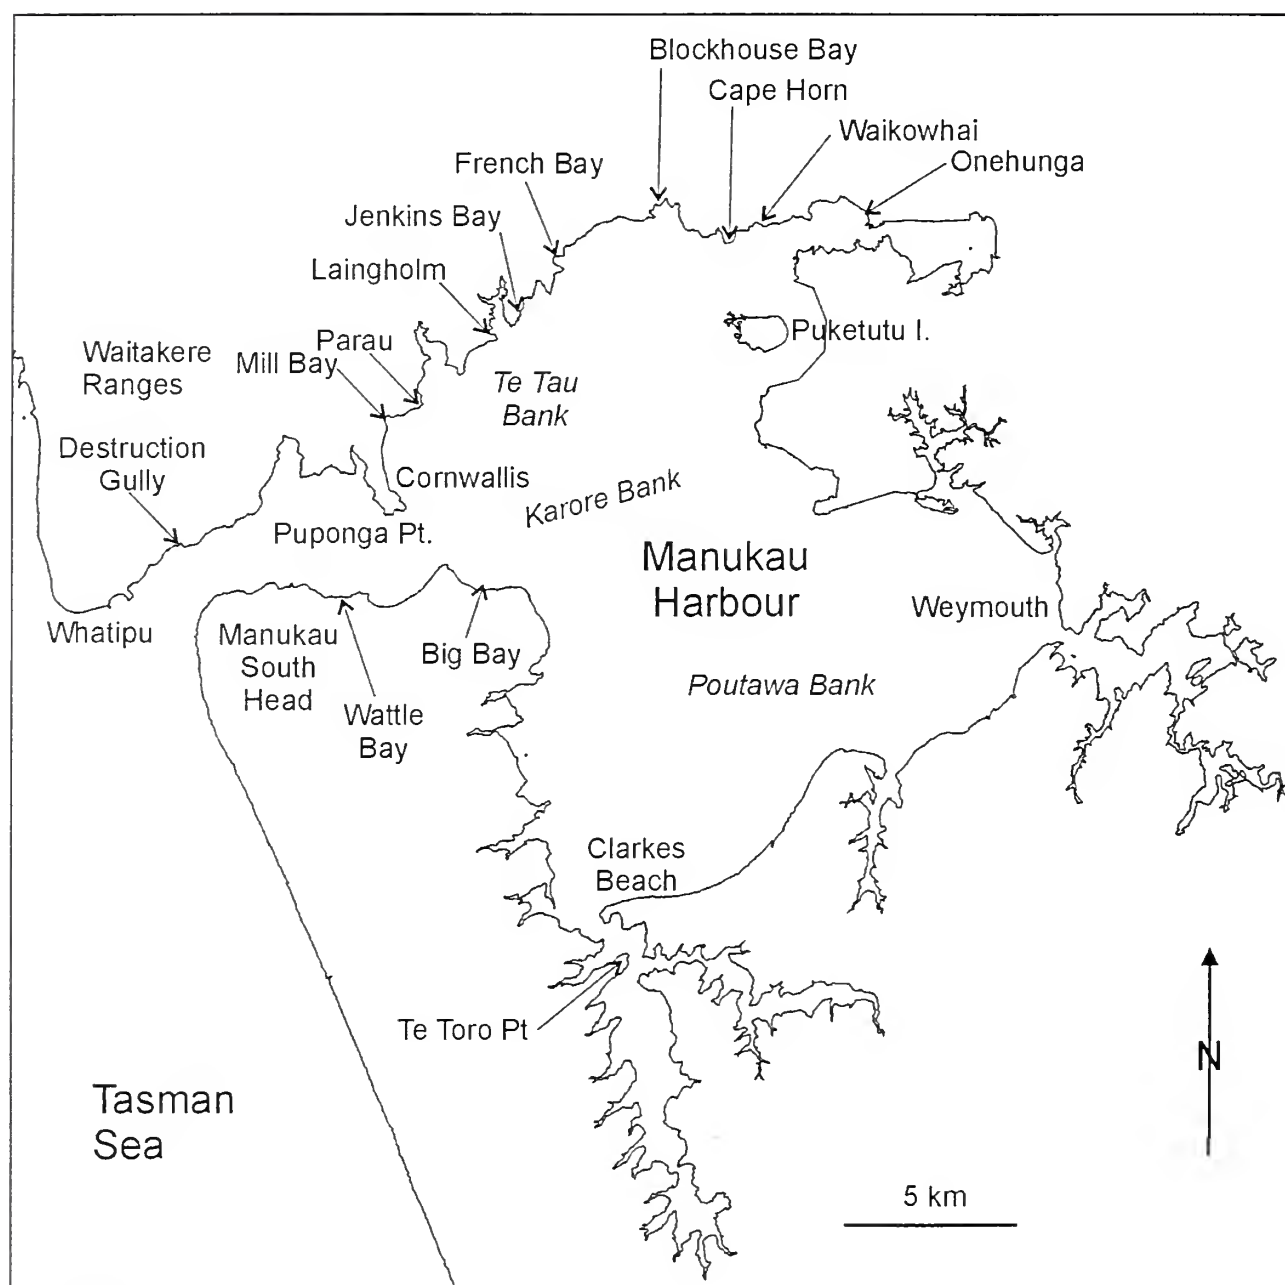 Blockhouse Bay
Cape Horn
Waikowhai
Onehunga
French Bay
Jenkins Bay
Laingholm
Parau
Mill Bay
Waitakere
Ranges
Puketutu I.
Te Tau
Bank
Destruction
Gully
Cornwallis
Karore Bank
Puponga Pt.
Manukau
Harbour
Weymouth
Whatipu
Manukau
South
Head
Big Bay
Wattle
Bay
Poutawa Bank
Clarkes
Beach
Te Toro Pt
Tasman
Sea
N
5 km